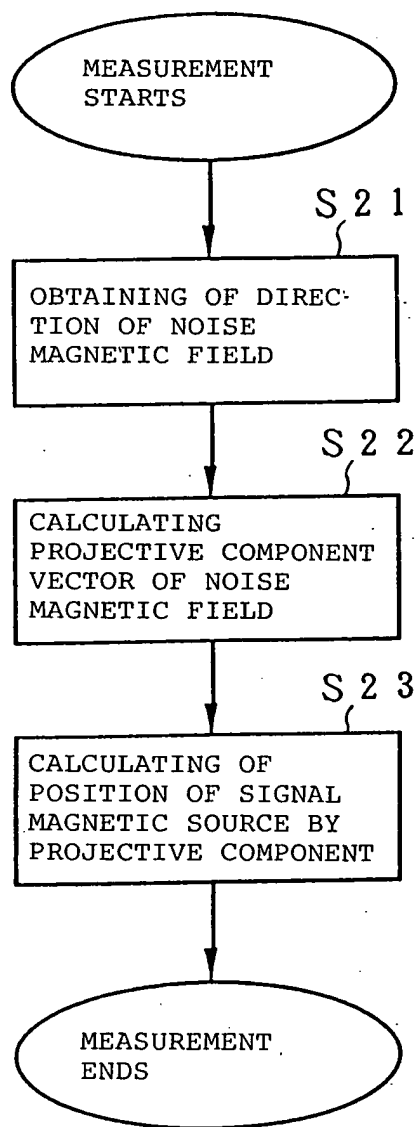 MEASUREMENT
STARTS
S21
OBTAINING OF DIREC-
TION OF NOISE
MAGNETIC FIELD
S22
CALCULATING
PROJECTIVE COMPONENT
VECTOR OF NOISE
MAGNETIC FIELD
S23
CALCULATING OF
POSITION OF SIGNAL
MAGNETIC SOURCE BY
PROJECTIVE COMPONENT
MEASUREMENT
ENDS